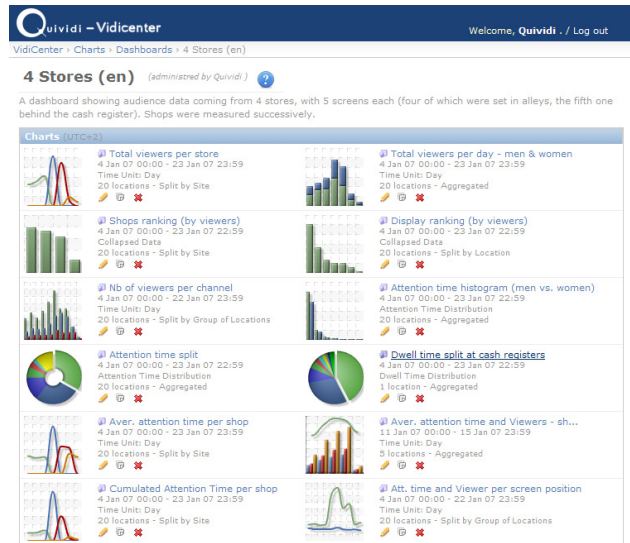 Quividi – Vidicenter
Welcome, Quividi . / Log out
VidiCenter › Charts › Dashboards › 4 Stores (en)
4 Stores (en) (administred by Quividi ) ?
A dashboard showing audience data coming from 4 stores, with 5 screens each (four of which were set in alleys, the fifth one
behind the cash register). Shops were measured successively.
Charts (UTC+2)
Total viewers per store
4 Jan 07 00:00 - 23 Jan 07 23:59
Time Unit: Day
20 locations - Split by Site
Total viewers per day - men & women
4 Jan 07 00:00 - 23 Jan 07 23:59
Time Unit: Day
20 locations - Aggregated
Shops ranking (by viewers)
4 Jan 07 00:00 - 23 Jan 07 22:59
Collapsed Data
20 locations - Split by Site
Display ranking (by viewers)
4 Jan 07 00:00 - 23 Jan 07 22:59
Collapsed Data
20 locations - Split by Location
Nb of viewers per channel
4 Jan 07 00:00 - 22 Jan 07 23:59
Time Unit: Day
20 locations - Split by Group of Locations
Attention time histogram (men vs. women)
4 Jan 07 00:00 - 23 Jan 07 22:59
Attention Time Distribution
20 locations - Aggregated
Attention time split
4 Jan 07 00:00 - 23 Jan 07 22:59
Attention Time Distribution
20 locations - Aggregated
Dwell time split at cash registers
4 Jan 07 00:00 - 23 Jan 07 22:59
Dwell Time Distribution
1 location - Aggregated
Aver. attention time per shop
4 Jan 07 00:00 - 23 Jan 07 23:59
Time Unit: Day
20 locations - Split by Site
Aver. attention time and Viewers - sh...
11 Jan 07 00:00 - 15 Jan 07 23:59
Time Unit: Day
5 locations - Aggregated
Cumulated Attention Time per shop
4 Jan 07 00:00 - 23 Jan 07 23:59
Time Unit: Day
20 locations - Split by Site
Att. time and Viewer per screen position
4 Jan 07 00:00 - 22 Jan 07 23:59
Time Unit: Day
20 locations - Split by Group of Locations